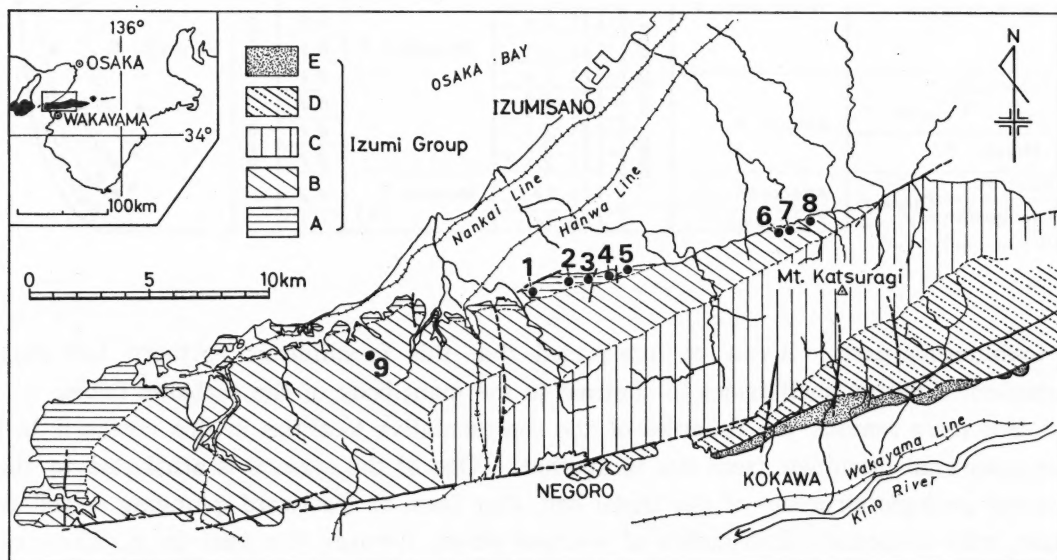 136°
OSAKA
WAKAYAMA
34°
100km
E
D
C
B
A
Izumi Group
0 5 10km
OSAKA BAY
IZUMISANO
N
Nankai Line
Hanwa Line
1
2
3
4
5
6
7
8
9
Mt. Katsuragi
NEGORO
KOKAWA
Wakayama Line
Kino River